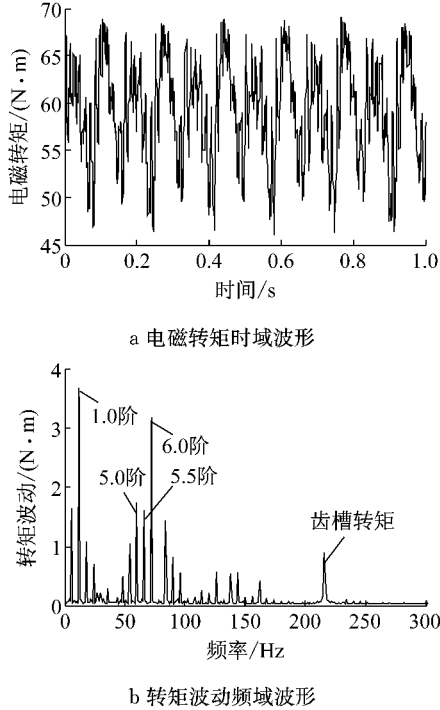 70
65
60
55
50
45
电磁转矩/(N·m)
0 0.2 0.4 0.6 0.8 1.0
时间/s
a 电磁转矩时域波形
4
3
2
1
0
转矩波动/(N·m)
1.0阶
6.0阶
5.0阶 5.5阶
齿槽转矩
0 50 100 150 200 250 300
频率/Hz
b 转矩波动频域波形